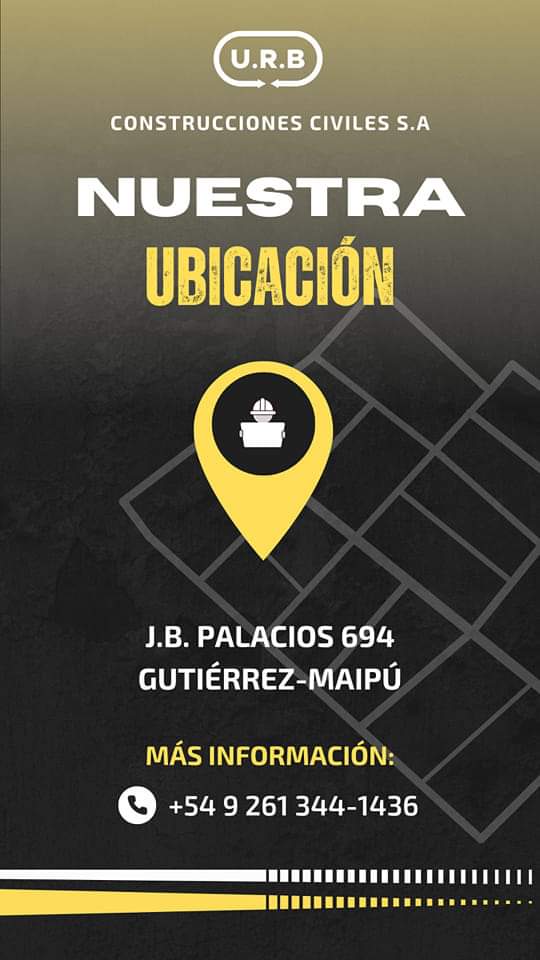 U.R.B
CONSTRUCCIONES CIVILES S.A
NUESTRA
UBICACIÓN
J.B. PALACIOS 694
GUTIÉRREZ-MAIPÚ
MÁS INFORMACIÓN:
+54 9 261 344-1436